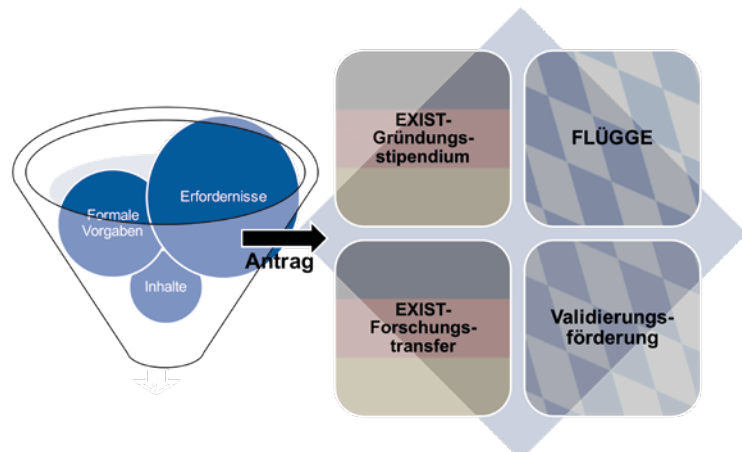 Formale
Vorgaben
Erfordernisse
Inhalte
Antrag
EXIST-
Gründungs-
stipendium
FLÜGGE
EXIST-
Forschungs-
transfer
Validierungs-
förderung